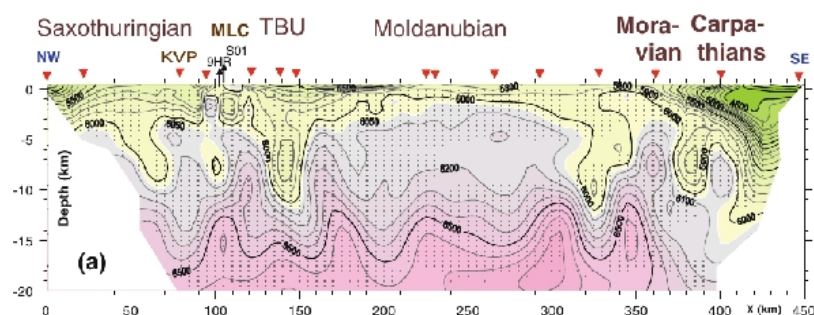 Saxothuringian MLC TBU Moldanubian Mora- Carpa-
NW KVP S01 vian thians SE
9HR
0
-5
-10
-15
-20
Depth (km)
(a)
6000
6050
6200
6500
0 50 100 150 200 250 300 350 400 X (km) 450